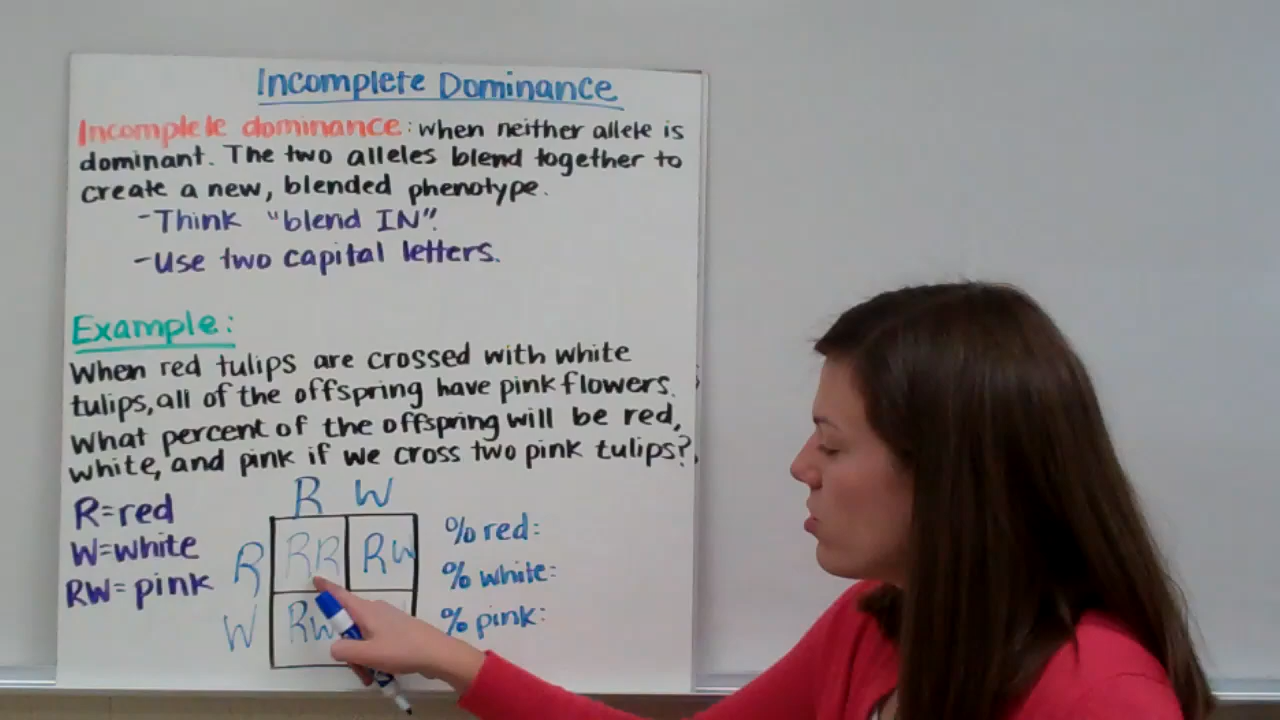 Incomplete Dominance
Incomplete dominance: when neither allele is
dominant. The two alleles blend together to
create a new, blended phenotype.
-Think "blend IN".
-Use two capital letters.
Example:
When red tulips are crossed with white
tulips, all of the offspring have pink flowers.
What percent of the offspring will be red,
white, and pink if we cross two pink tulips?
R=red
W=white
RW=pink
R W
R RR RW
W RW
% red:
% white:
% pink: